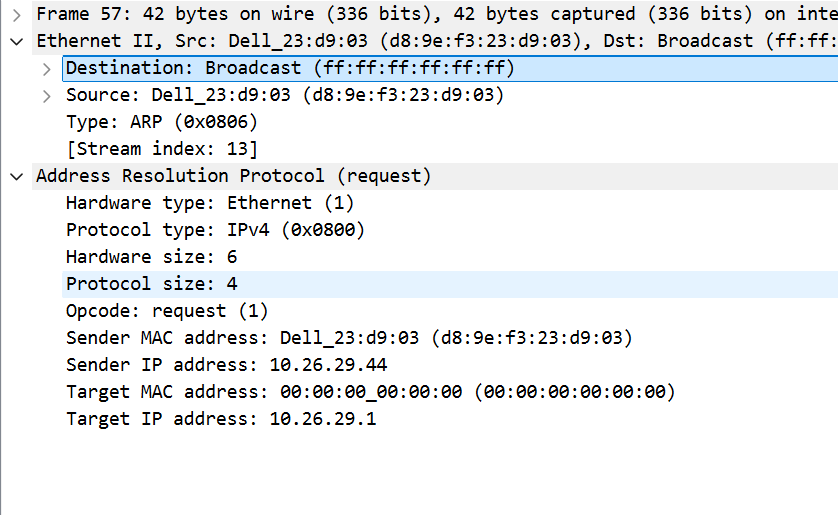 Frame 57: 42 bytes on wire (336 bits), 42 bytes captured (336 bits) on inte
Ethernet II, Src: Dell_23:d9:03 (d8:9e:f3:23:d9:03), Dst: Broadcast (ff:ff:
Destination: Broadcast (ff:ff:ff:ff:ff:ff)
Source: Dell_23:d9:03 (d8:9e:f3:23:d9:03)
Type: ARP (0x0806)
[Stream index: 13]
Address Resolution Protocol (request)
Hardware type: Ethernet (1)
Protocol type: IPv4 (0x0800)
Hardware size: 6
Protocol size: 4
Opcode: request (1)
Sender MAC address: Dell_23:d9:03 (d8:9e:f3:23:d9:03)
Sender IP address: 10.26.29.44
Target MAC address: 00:00:00_00:00:00 (00:00:00:00:00:00)
Target IP address: 10.26.29.1